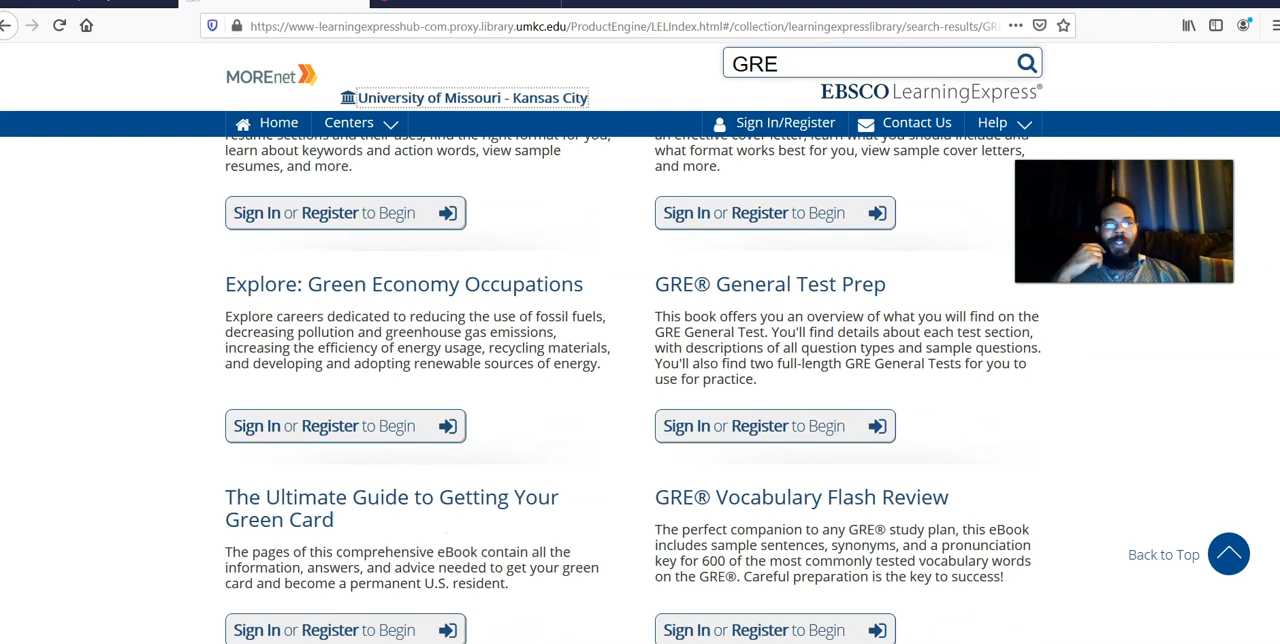 https://www-learningexpresshub-com.proxy.library.umkc.edu/ProductEngine/LELIndex.html#/collection/learningexpresslibrary/search-results/GR
MOREnet
GRE
University of Missouri - Kansas City
EBSCO LearningExpress®
Home
Centers
Sign In/Register
Contact Us
Help
resume sections and their uses, find the right format for you,
learn about keywords and action words, view sample
resumes, and more.
Sign In or Register to Begin
an effective cover letter, learn what you should include and
what format works best for you, view sample cover letters,
and more.
Sign In or Register to Begin
Explore: Green Economy Occupations
Explore careers dedicated to reducing the use of fossil fuels,
decreasing pollution and greenhouse gas emissions,
increasing the efficiency of energy usage, recycling materials,
and developing and adopting renewable sources of energy.
Sign In or Register to Begin
GRE® General Test Prep
This book offers you an overview of what you will find on the
GRE General Test. You'll find details about each test section,
with descriptions of all question types and sample questions.
You'll also find two full-length GRE General Tests for you to
use for practice.
Sign In or Register to Begin
The Ultimate Guide to Getting Your
Green Card
The pages of this comprehensive eBook contain all the
information, answers, and advice needed to get your green
card and become a permanent U.S. resident.
Sign In or Register to Begin
GRE® Vocabulary Flash Review
The perfect companion to any GRE® study plan, this eBook
includes sample sentences, synonyms, and a pronunciation
key for 600 of the most commonly tested vocabulary words
on the GRE®. Careful preparation is the key to success!
Sign In or Register to Begin
Back to Top